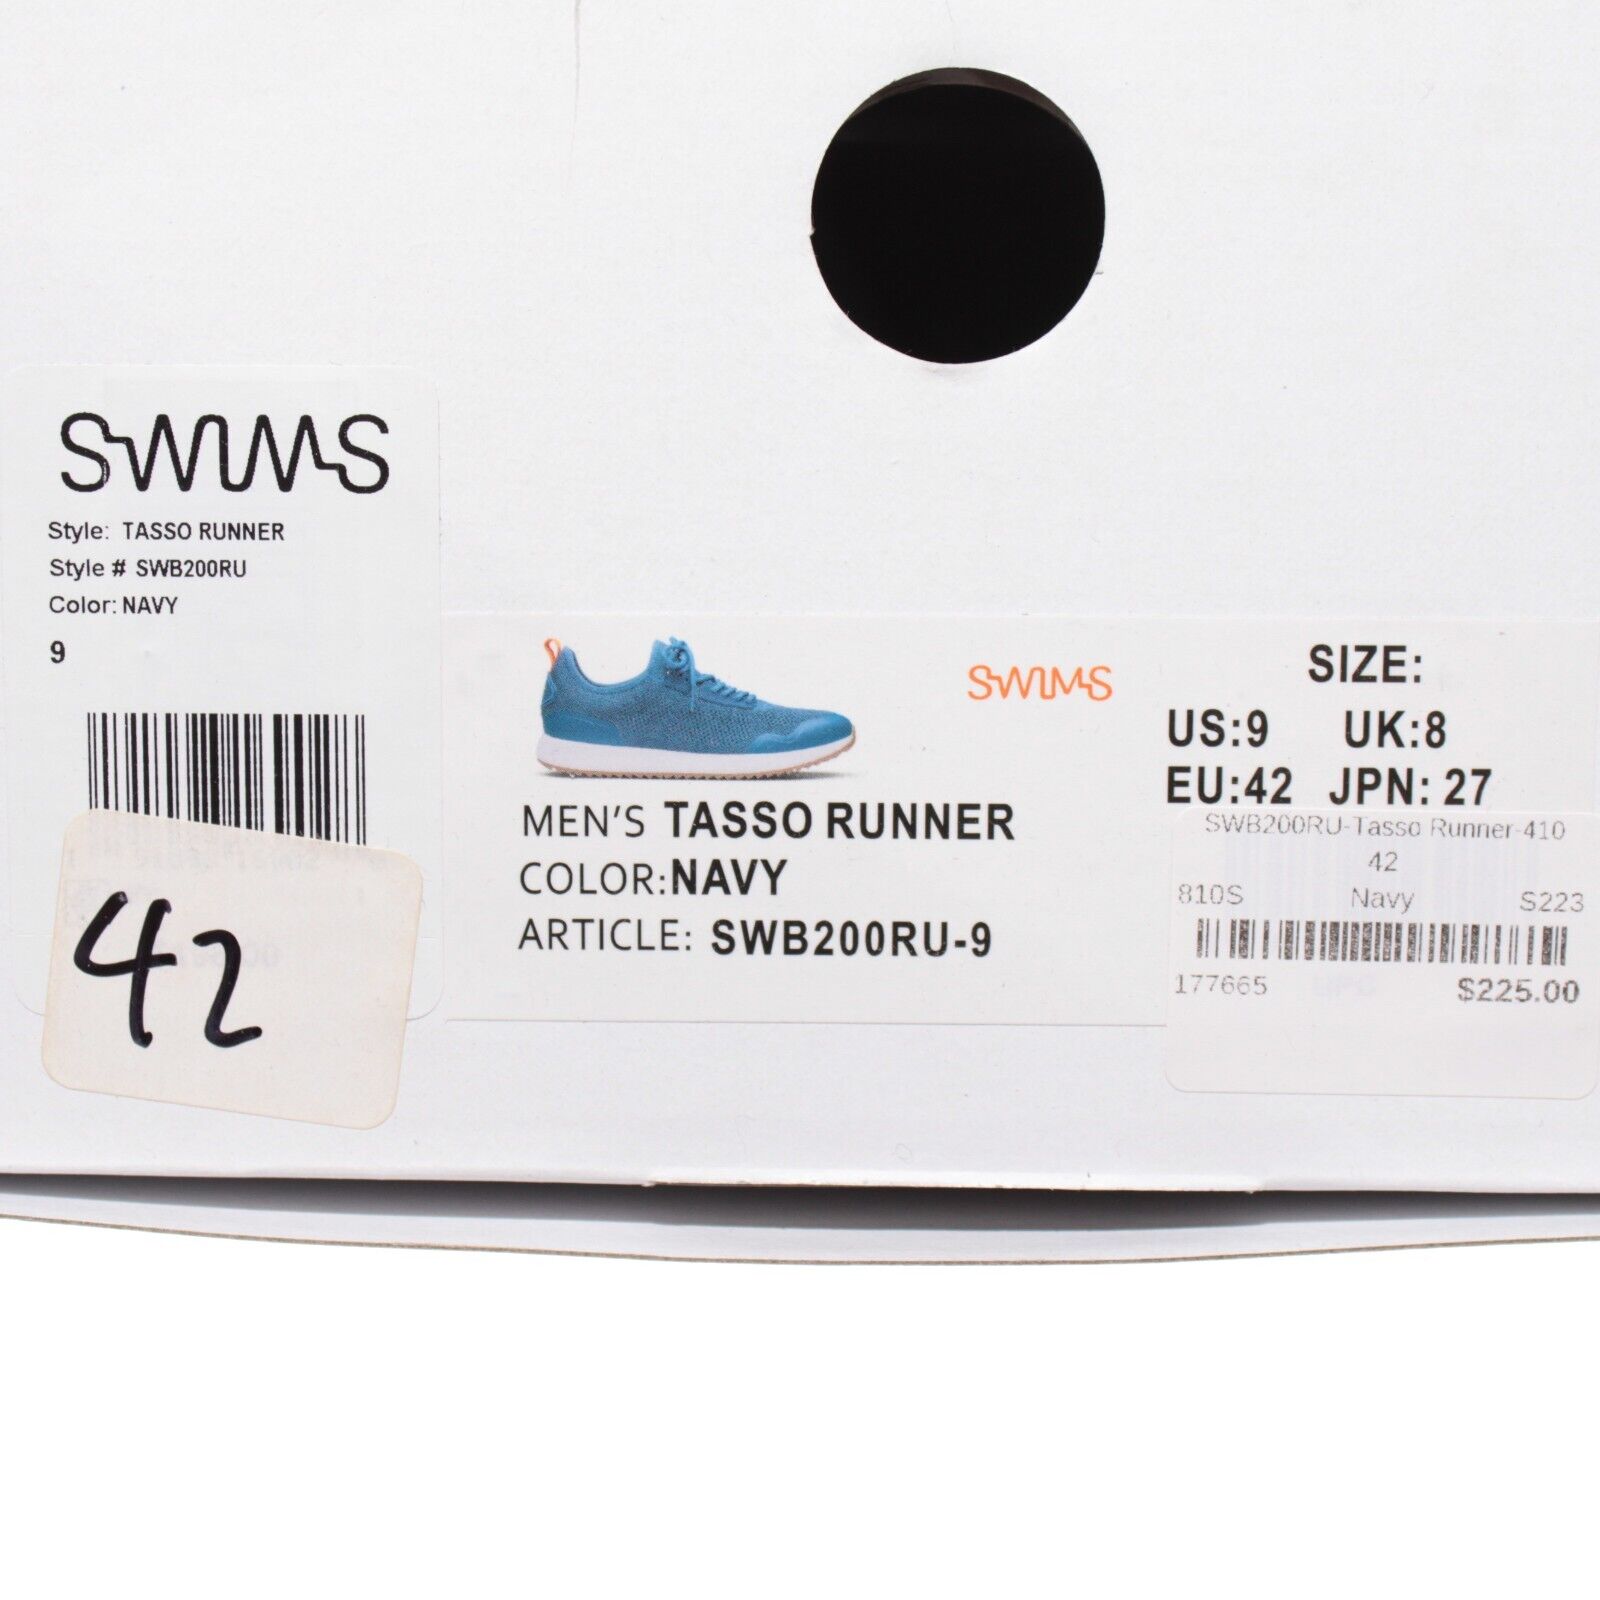 SWIMS
Style: TASSO RUNNER
Style # SWB200RU
Color: NAVY
9
42
SWIMS
MEN'S TASSO RUNNER
COLOR:NAVY
ARTICLE: SWB200RU-9
SIZE:
US:9 UK:8
EU:42 JPN: 27
SWB200RU-Tasso Runner-410
42
810S Navy S223
177665 $225.00